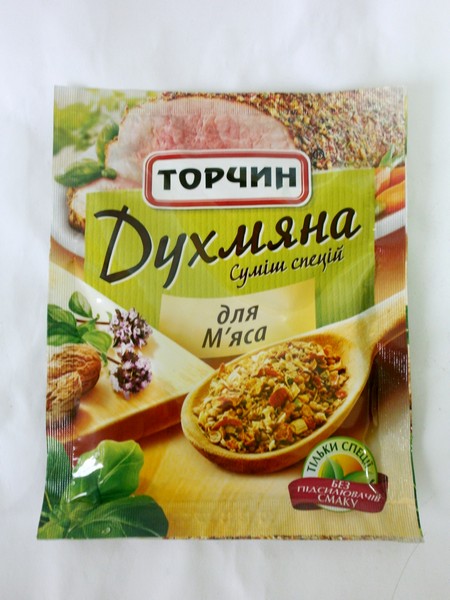 ТОРЧИН
Духмяна
Суміш спецій
для
М'яса
ТІЛЬКИ СПЕЦІЇ
БЕЗ
ПІДСИЛЮВАЧІВ
СМАКУ